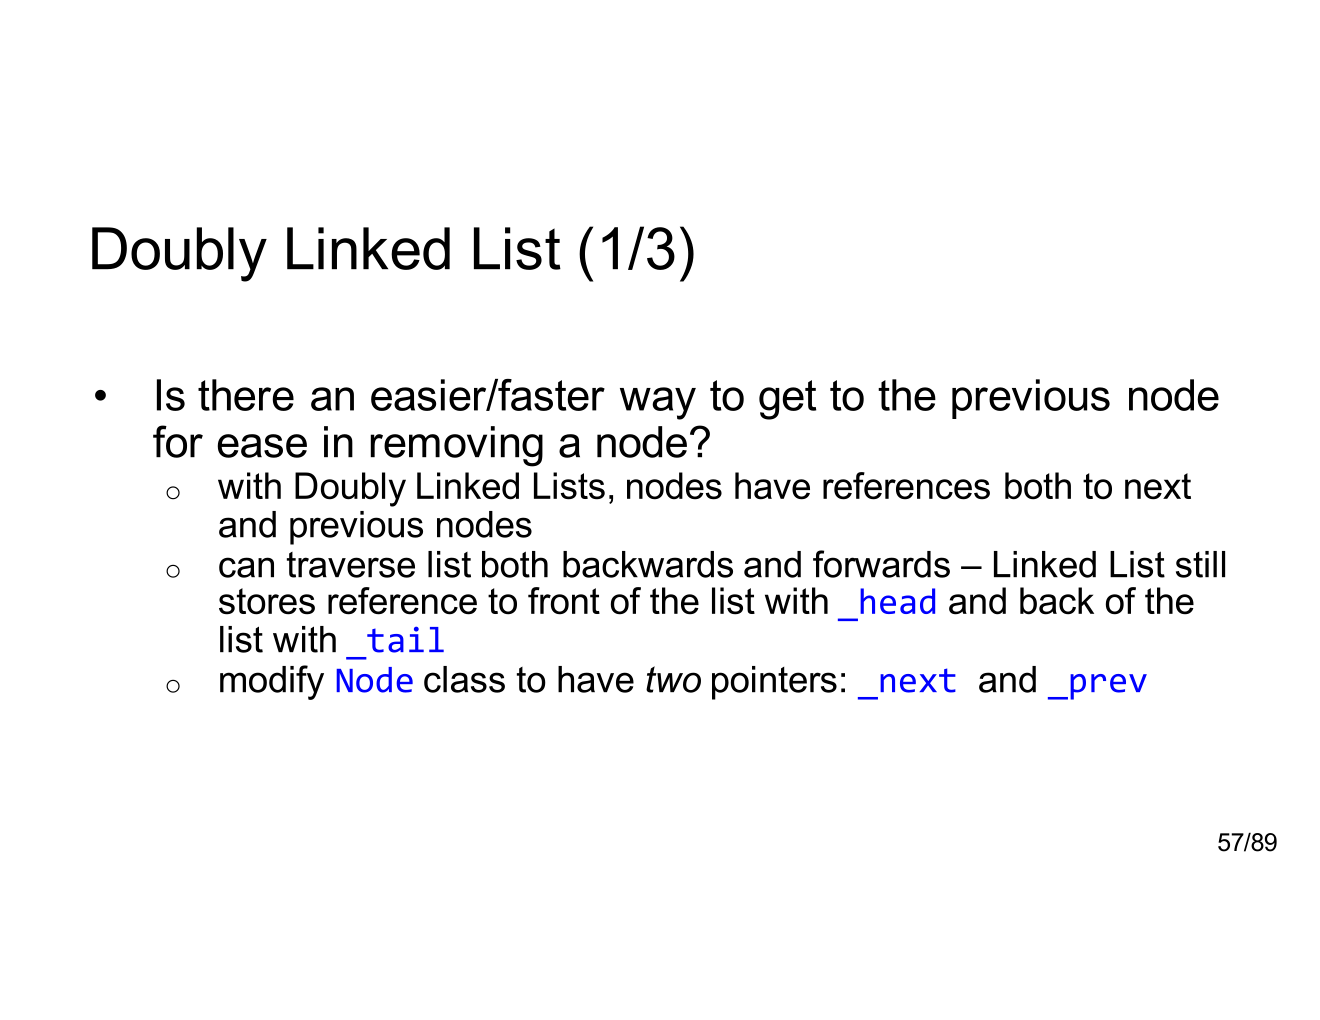 Doubly Linked List (1/3)
• Is there an easier/faster way to get to the previous node
for ease in removing a node?
o with Doubly Linked Lists, nodes have references both to next
and previous nodes
o can traverse list both backwards and forwards – Linked List still
stores reference to front of the list with _head and back of the
list with _tail
o modify Node class to have two pointers: _next and _prev
57/89